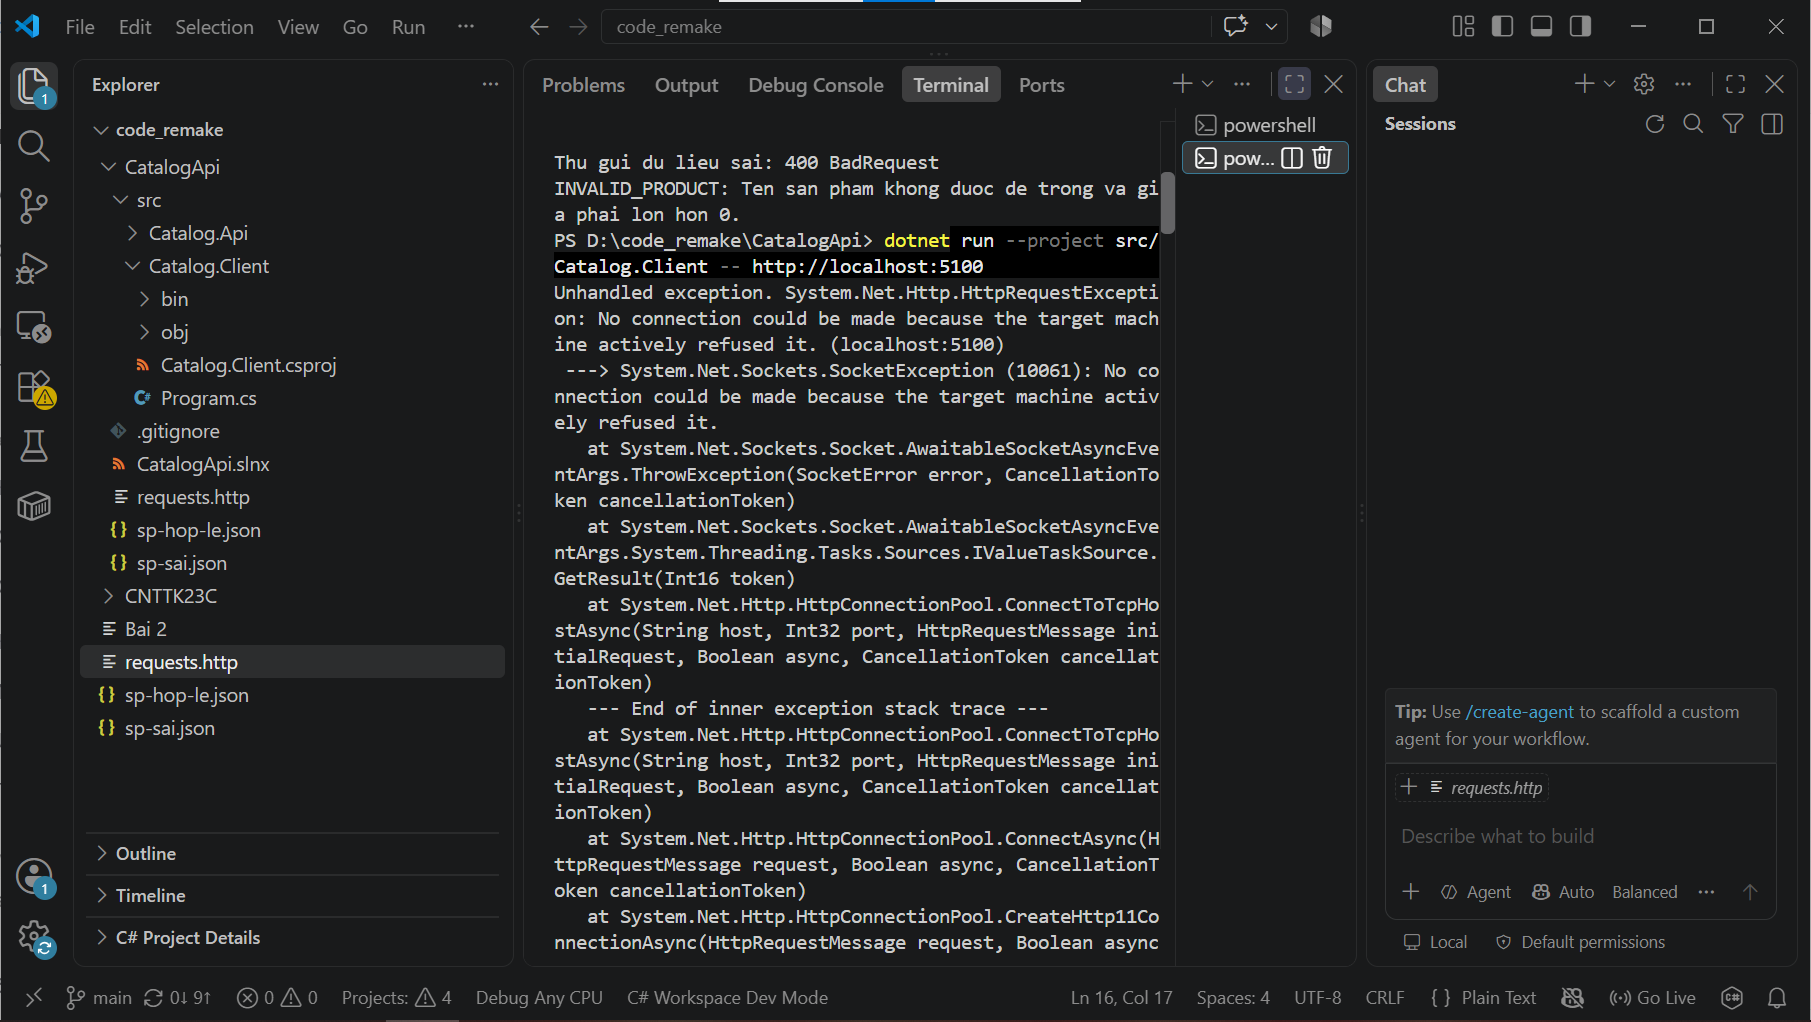 File Edit Selection View Go Run ···
code_remake
Explorer
code_remake
CatalogApi
src
Catalog.Api
Catalog.Client
bin
obj
Catalog.Client.csproj
C# Program.cs
.gitignore
CatalogApi.slnx
requests.http
{} sp-hop-le.json
{} sp-sai.json
CNTTK23C
Bai 2
requests.http
{} sp-hop-le.json
{} sp-sai.json
Outline
Timeline
C# Project Details
1
1
Problems Output Debug Console Terminal Ports
Thu gui du lieu sai: 400 BadRequest
INVALID_PRODUCT: Ten san pham khong duoc de trong va gi
a phai lon hon 0.
PS D:\code_remake\CatalogApi> dotnet run --project src/
Catalog.Client -- http://localhost:5100
Unhandled exception. System.Net.Http.HttpRequestExcepti
on: No connection could be made because the target mach
ine actively refused it. (localhost:5100)
 ---> System.Net.Sockets.SocketException (10061): No co
nnection could be made because the target machine activ
ely refused it.
   at System.Net.Sockets.Socket.AwaitableSocketAsyncEve
ntArgs.ThrowException(SocketError error, CancellationTo
ken cancellationToken)
   at System.Net.Sockets.Socket.AwaitableSocketAsyncEve
ntArgs.System.Threading.Tasks.Sources.IValueTaskSource.
GetResult(Int16 token)
   at System.Net.Http.HttpConnectionPool.ConnectToTcpHo
stAsync(String host, Int32 port, HttpRequestMessage ini
tialRequest, Boolean async, CancellationToken cancellat
ionToken)
   --- End of inner exception stack trace ---
   at System.Net.Http.HttpConnectionPool.ConnectToTcpHo
stAsync(String host, Int32 port, HttpRequestMessage ini
tialRequest, Boolean async, CancellationToken cancellat
ionToken)
   at System.Net.Http.HttpConnectionPool.ConnectAsync(H
ttpRequestMessage request, Boolean async, CancellationT
oken cancellationToken)
   at System.Net.Http.HttpConnectionPool.CreateHttp11Co
nnectionAsync(HttpRequestMessage request, Boolean async
powershell
pow...
Chat
Sessions
Tip: Use /create-agent to scaffold a custom
agent for your workflow.
requests.http
Describe what to build
Agent Auto Balanced ···
Local Default permissions
main 0↓ 9↑ 0 0 Projects: 4 Debug Any CPU C# Workspace Dev Mode Ln 16, Col 17 Spaces: 4 UTF-8 CRLF {} Plain Text Go Live